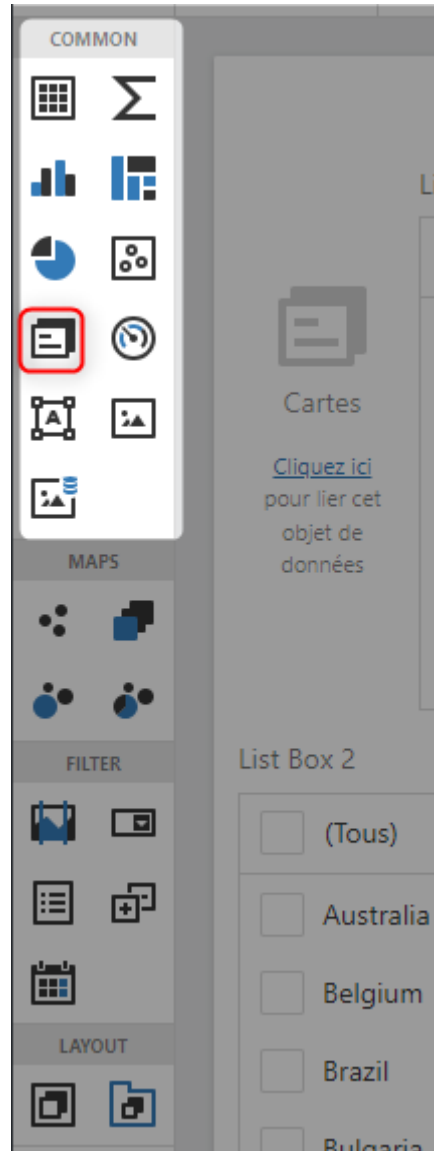 COMMON
Cartes
Cliquez ici
pour lier cet
objet de
données
MAPS
FILTER
List Box 2
(Tous)
Australia
Belgium
LAYOUT
Brazil
Bulgaria